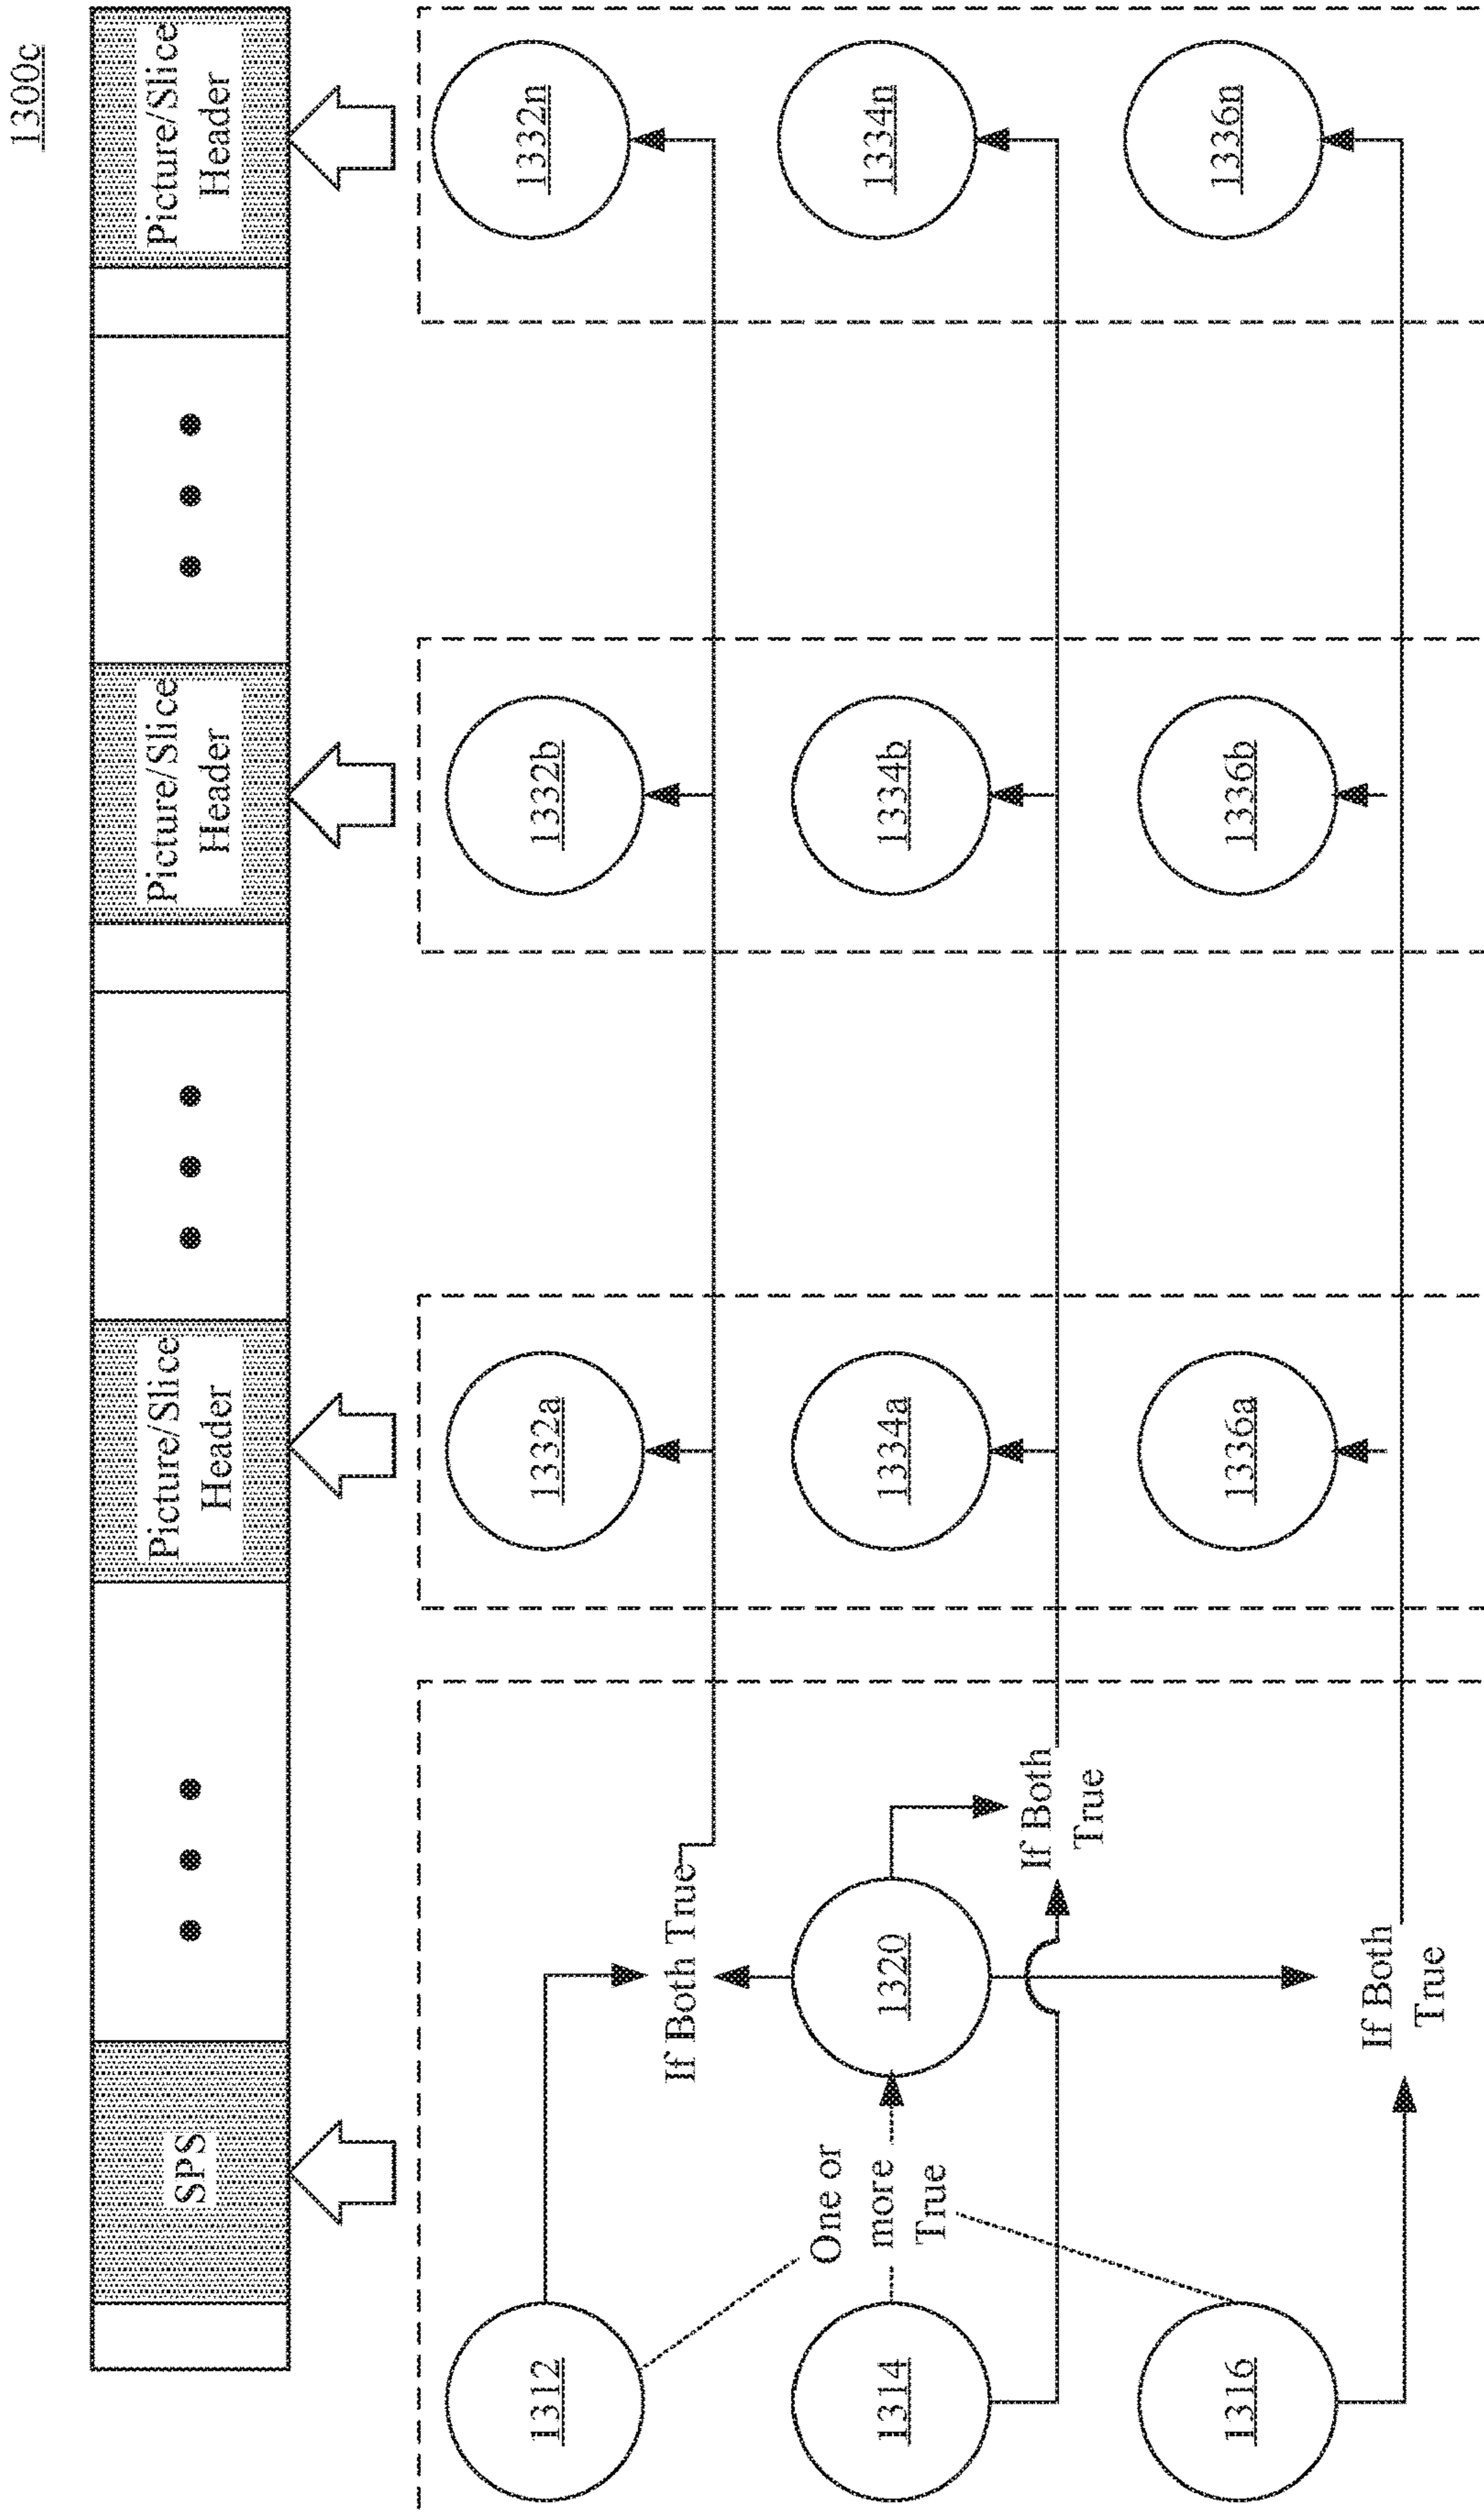 1300c
SPS
Picture/Slice
Header
Picture/Slice
Header
Picture/Slice
Header
1312
If Both True
1332a
1332b
1332n
One or
more
True
1314
1320
If Both
True
1334a
1334b
1334n
1316
If Both
True
1336a
1336b
1336n